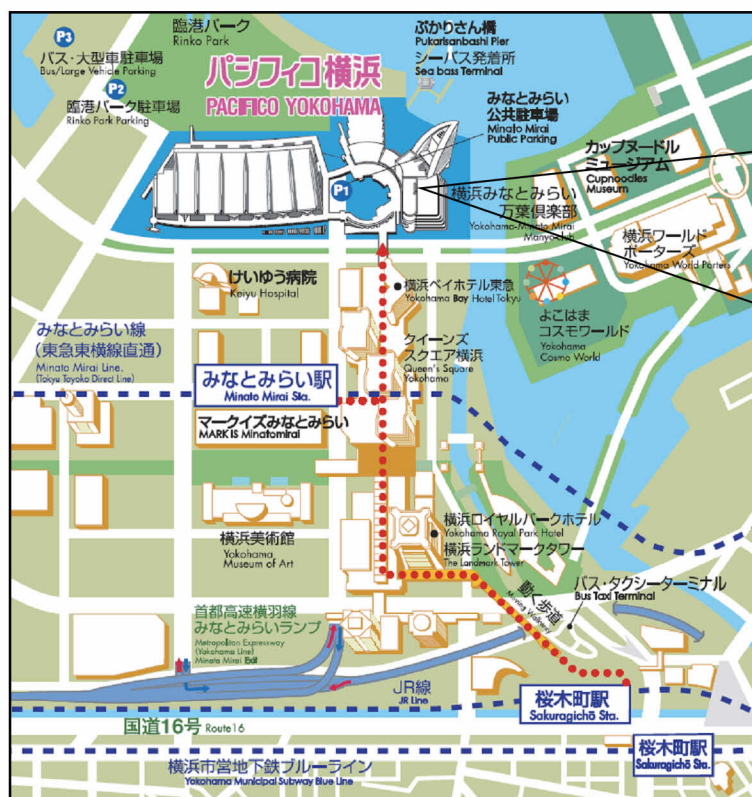 臨港パーク
Rinko Park
P3
バス・大型車駐車場
Bus/Large Vehicle Parking
P2
臨港パーク駐車場
Rinko Park Parking
パシフィコ横浜
PACIFICO YOKOHAMA
ぷかりさん橋
Pukarisanbashi Pier
シーバス発着所
Sea bass Terminal
みなとみらい
公共駐車場
Minato Mirai
Public Parking
カップヌードル
ミュージアム
Cupnoodles
Museum
P1
横浜みなとみらい
万葉倶楽部
Yokohama-Minato Mirai
Manyo club
横浜ワールド
ポーターズ
Yokohama World Porters
けいゆう病院
Keiyu Hospital
横浜ベイホテル東急
Yokohama Bay Hotel Tokyu
よこはま
コスモワールド
Yokohama
Cosmo World
みなとみらい線
(東急東横線直通)
Minato Mirai Line.
(Tokyu Toyoko Direct Line)
クイーンズ
スクエア横浜
Queen's Square
Yokohama
みなとみらい駅
Minato Mirai Sta.
マークイズみなとみらい
MARK IS Minatomirai
横浜美術館
Yokohama
Museum of Art
横浜ロイヤルパークホテル
Yokohama Royal Park Hotel
横浜ランドマークタワー
The Landmark Tower
動く歩道
Moving Walkway
バス・タクシーターミナル
Bus Taxi Terminal
首都高速横羽線
みなとみらいランプ
Metropolitan Expressway
(Yokohama Line)
Minato Mirai Exit
JR線
JR Line
桜木町駅
Sakuragichō Sta.
国道16号 Route16
横浜市営地下鉄ブルーライン
Yokohama Municipal Subway Blue Line
桜木町駅
Sakuragichō Sta.